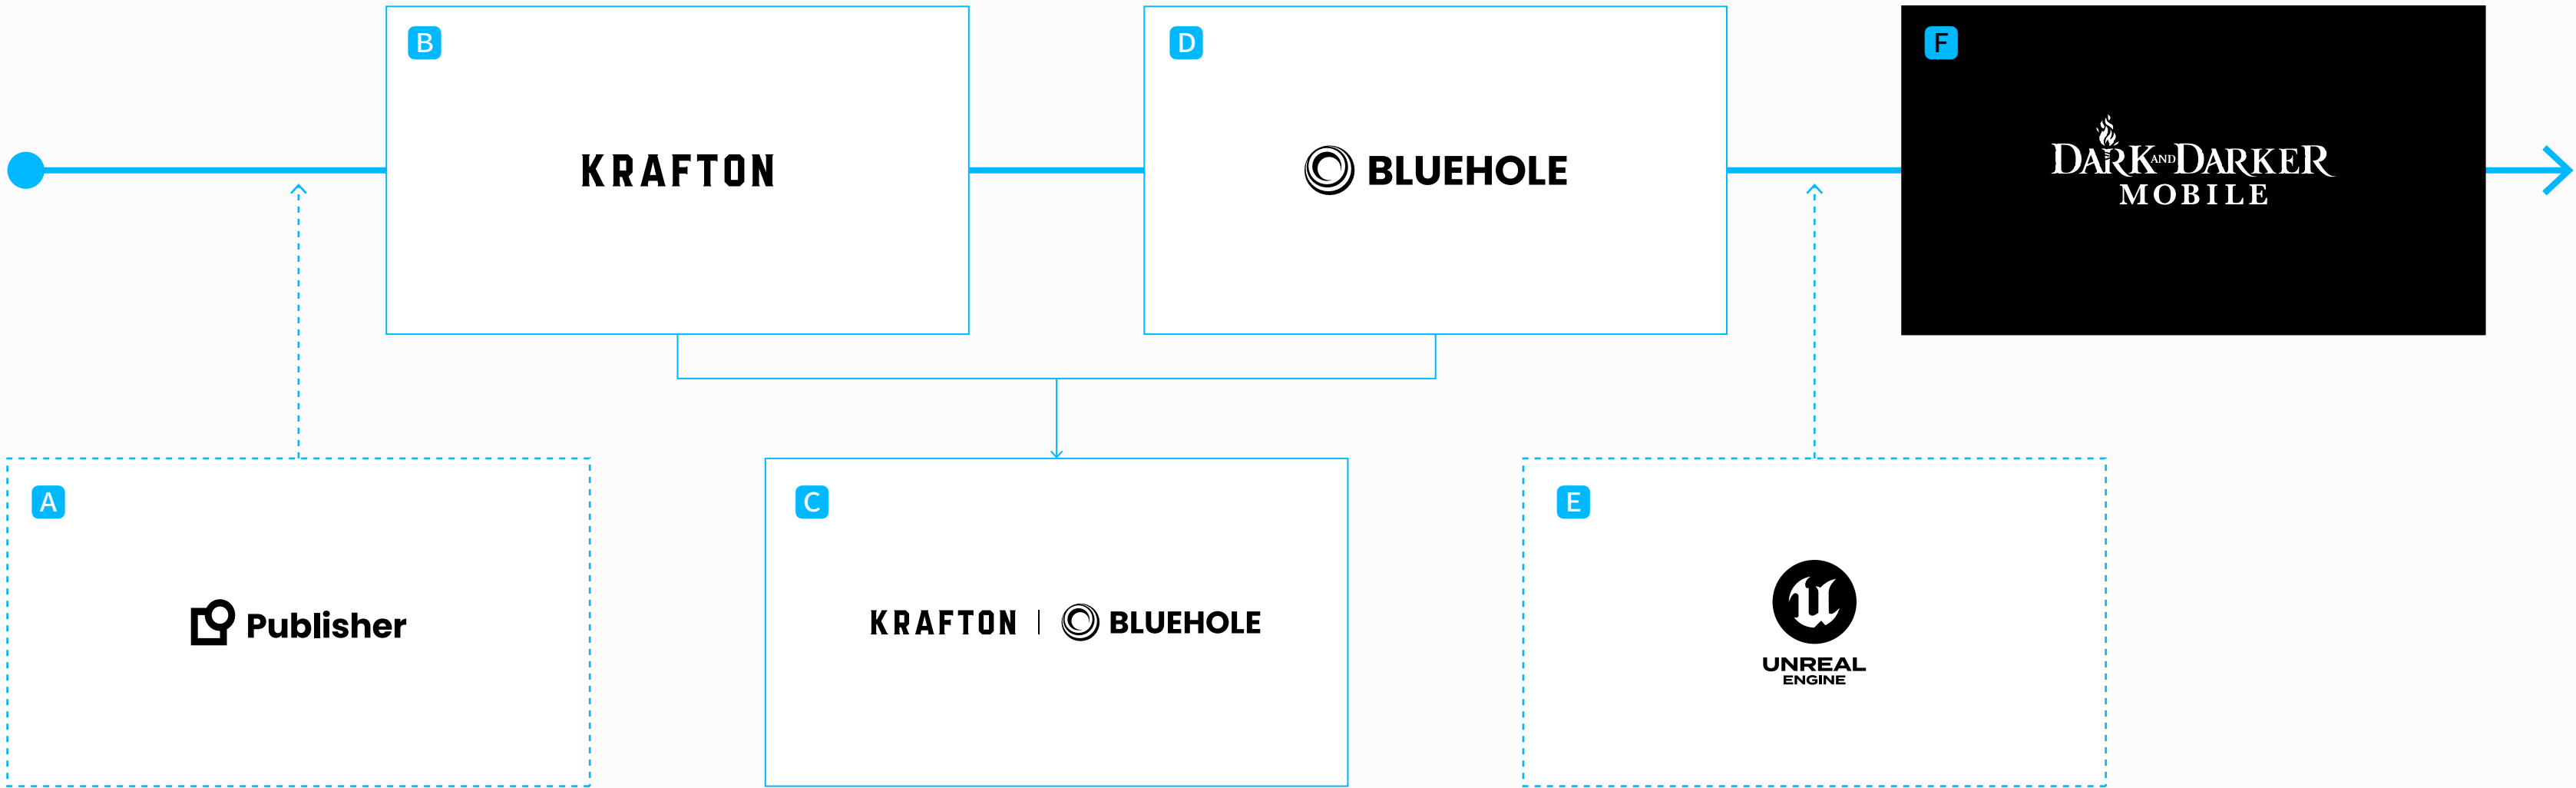 B
KRAFTON
D
BLUEHOLE
F
DARK AND DARKER
MOBILE
A
Publisher
C
KRAFTON | BLUEHOLE
E
UNREAL
ENGINE